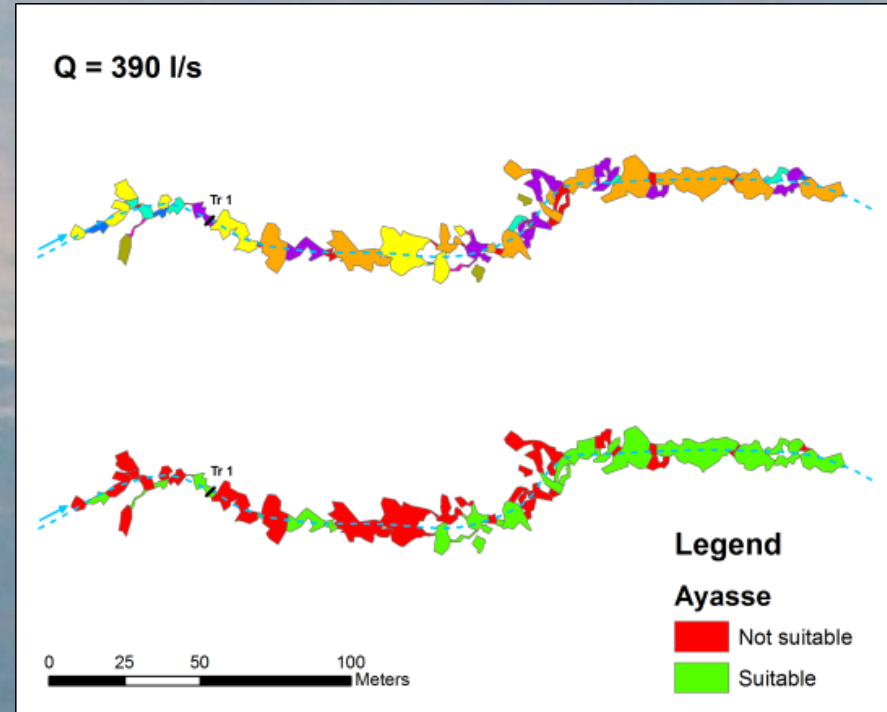 Q = 390 l/s
Tr 1
Tr 1
Legend
Ayasse
Not suitable
Suitable
0 25 50 100
Meters